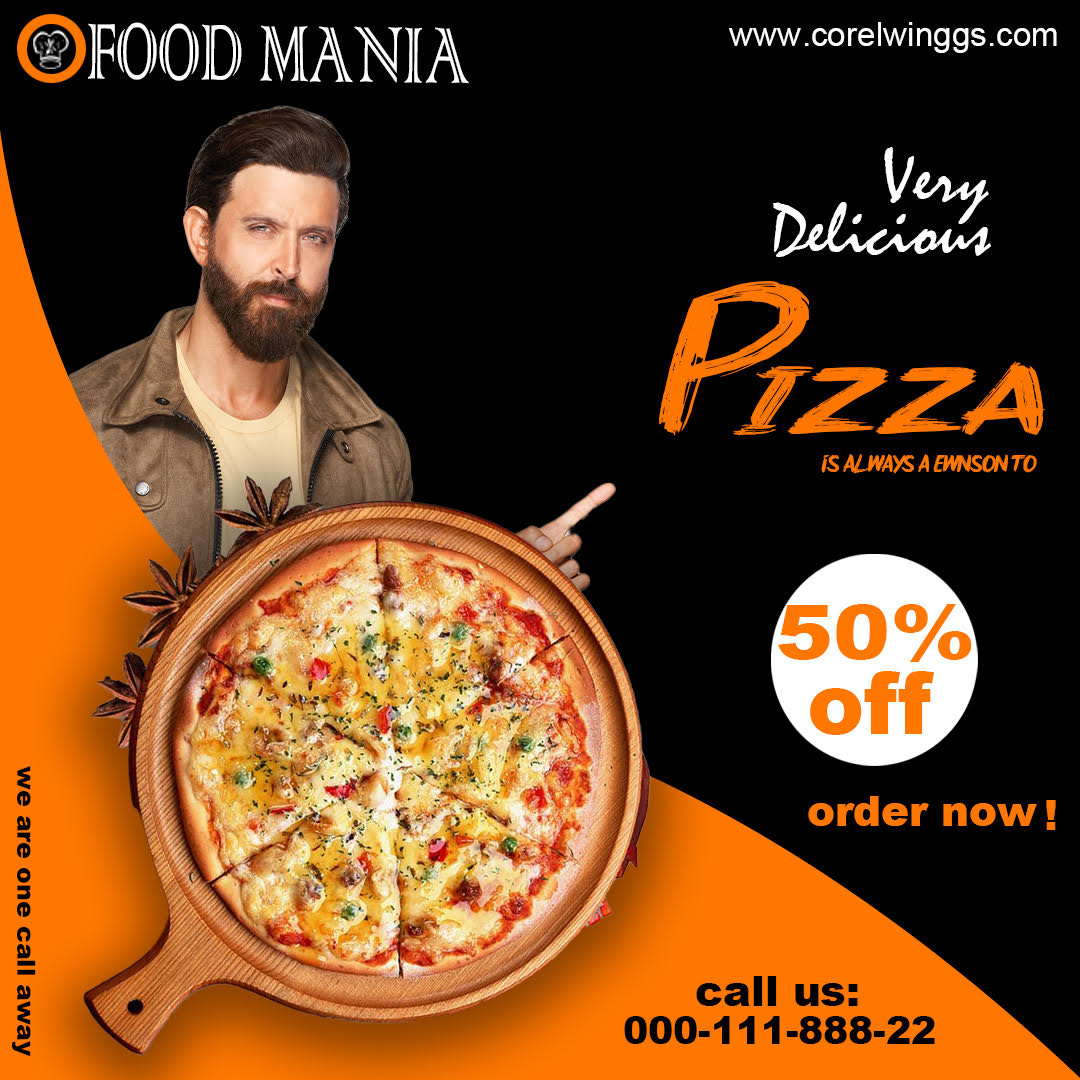 FOOD MANIA
www.corelwinggs.com
Very
Delicious
PIZZA
IS ALWAYS A EWNSON TO
50%
off
order now !
we are one call away
call us:
000-111-888-22